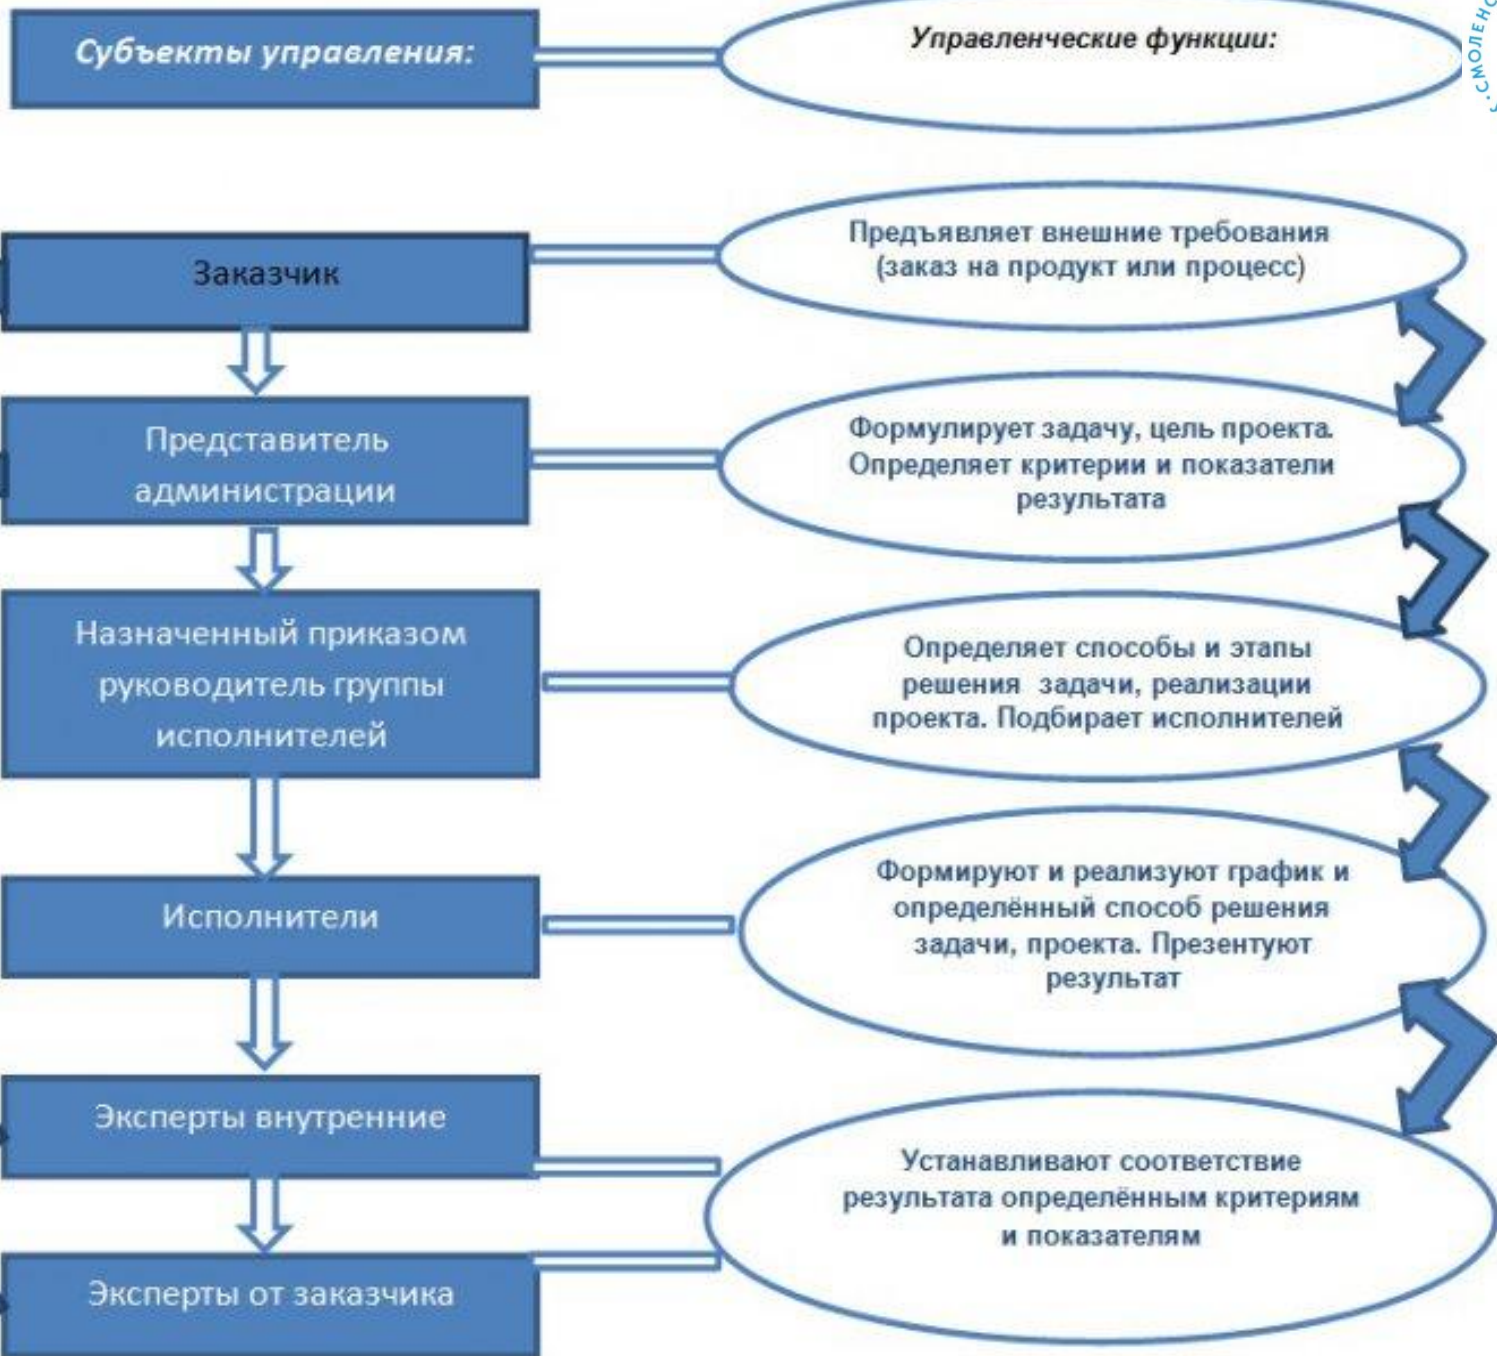 Субъекты управления:
Управленческие функции:
Заказчик
Предъявляет внешние требования
(заказ на продукт или процесс)
Представитель
администрации
Формулирует задачу, цель проекта.
Определяет критерии и показатели
результата
Назначенный приказом
руководитель группы
исполнителей
Определяет способы и этапы
решения задачи, реализации
проекта. Подбирает исполнителей
Исполнители
Формируют и реализуют график и
определённый способ решения
задачи, проекта. Презентуют
результат
Эксперты внутренние
Эксперты от заказчика
Устанавливают соответствие
результата определённым критериям
и показателям